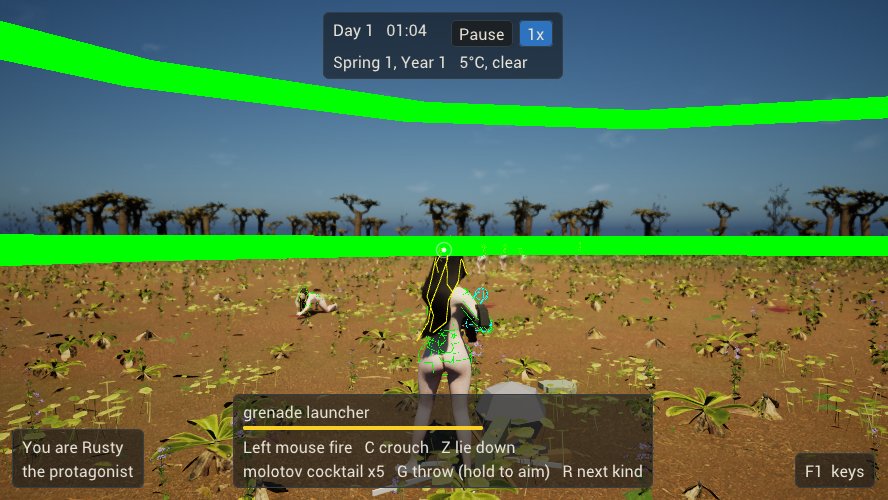 Day 1 01:04 Pause 1x
Spring 1, Year 1 5°C, clear
grenade launcher
Left mouse fire C crouch Z lie down
molotov cocktail x5 G throw (hold to aim) R next kind
You are Rusty
the protagonist
F1 keys